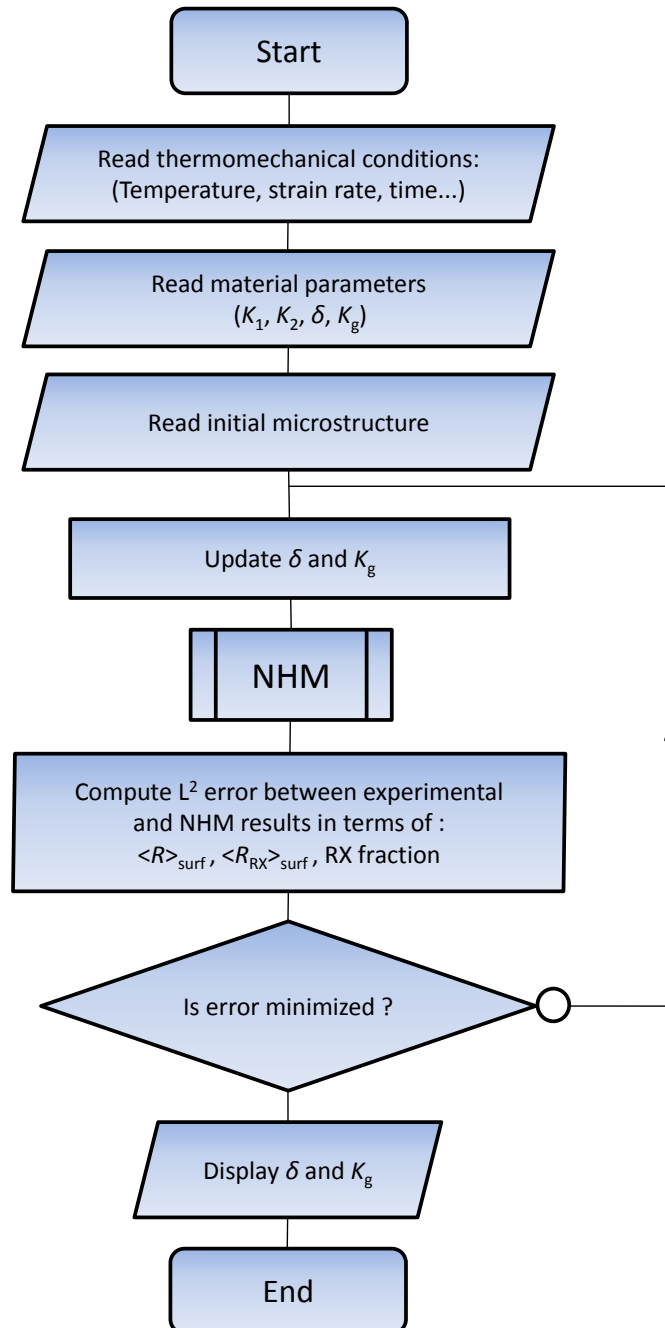 Start
Read thermomechanical conditions:
(Temperature, strain rate, time...)
Read material parameters
(K₁, K₂, δ, Kg)
Read initial microstructure
Update δ and Kg
NHM
Compute L² error between experimental
and NHM results in terms of :
<R>surf , <RRX>surf , RX fraction
Is error minimized ?
Display δ and Kg
End